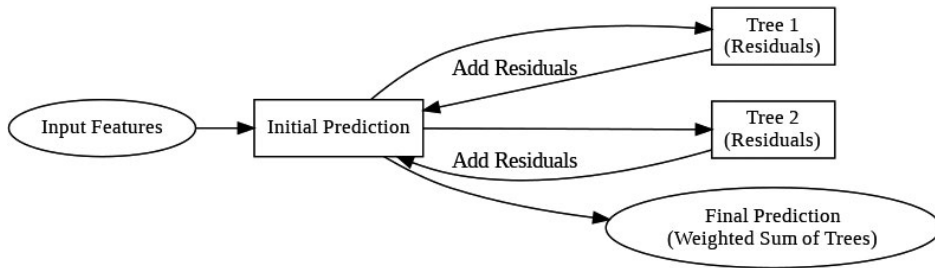 Tree 1
(Residuals)
Add Residuals
Input Features
Initial Prediction
Tree 2
(Residuals)
Add Residuals
Final Prediction
(Weighted Sum of Trees)